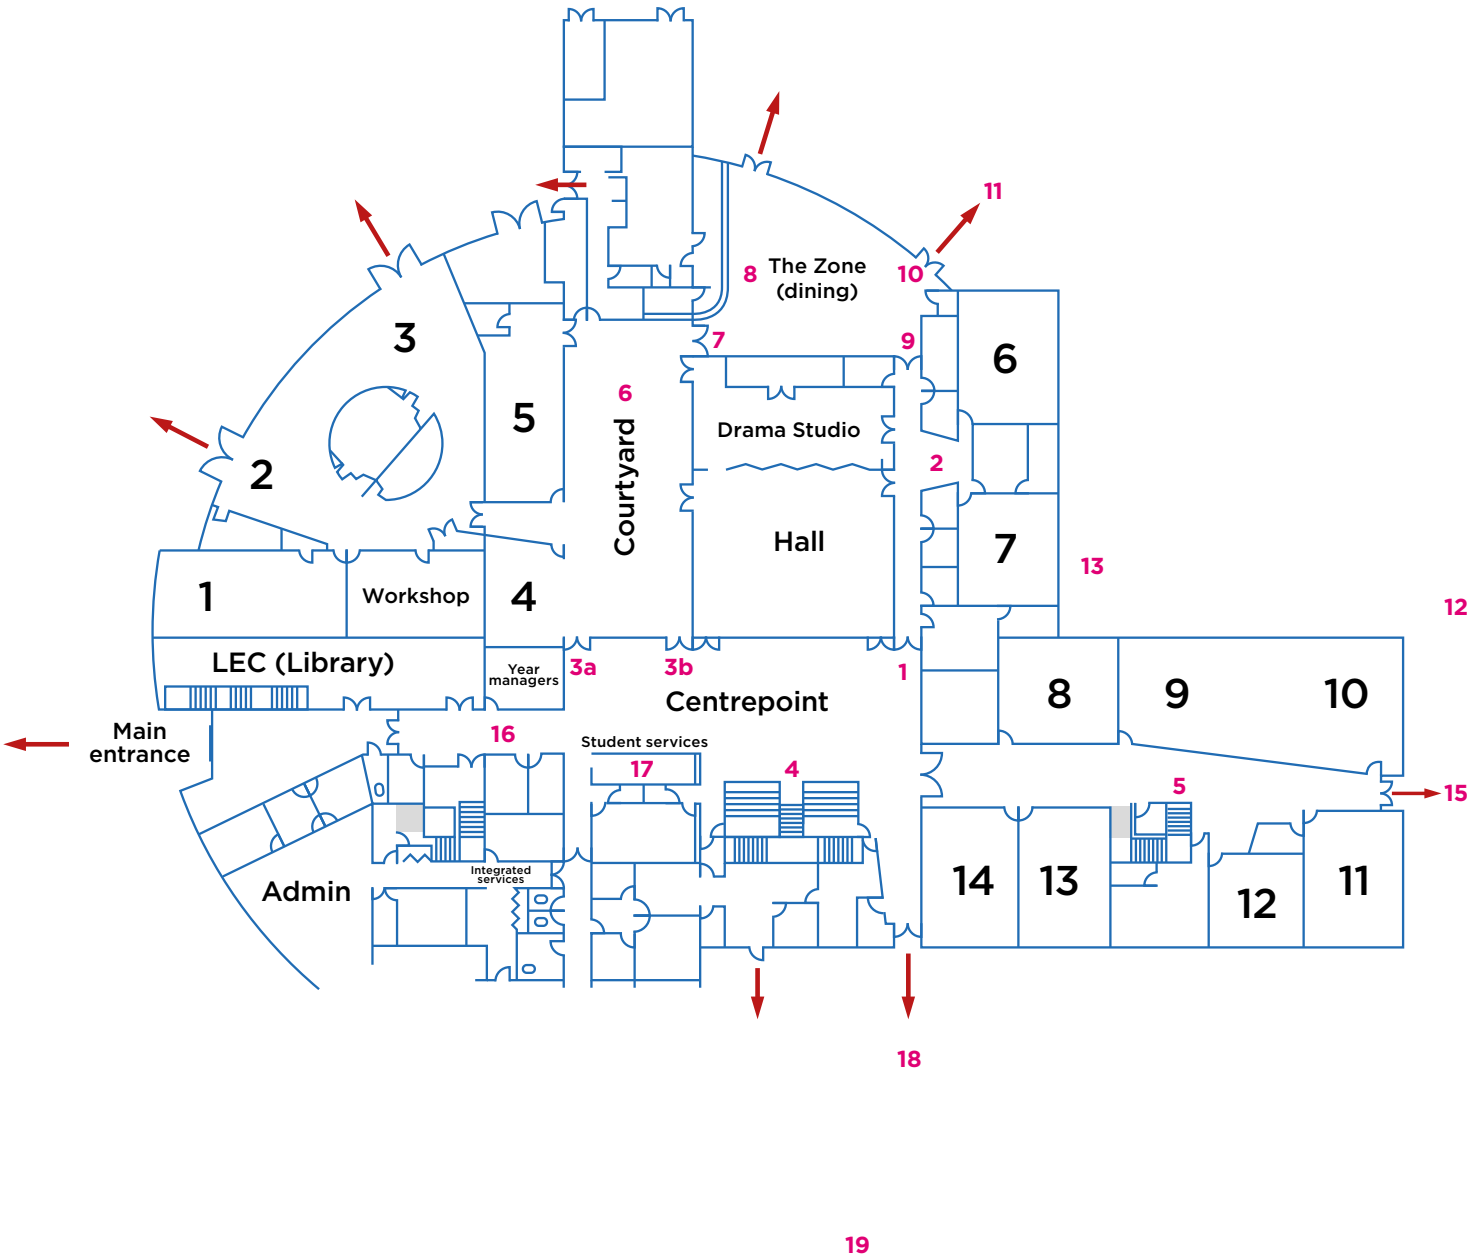 11
8
The Zone
(dining)
10
3
7
9
6
6
5
Drama Studio
2
2
Courtyard
Hall
7
13
1
Workshop
4
12
LEC (Library)
Year
managers
3a
3b
1
Centrepoint
8
9
10
Main
entrance
16
Student services
17
4
5
15
Admin
Integrated
services
14
13
12
11
18
19